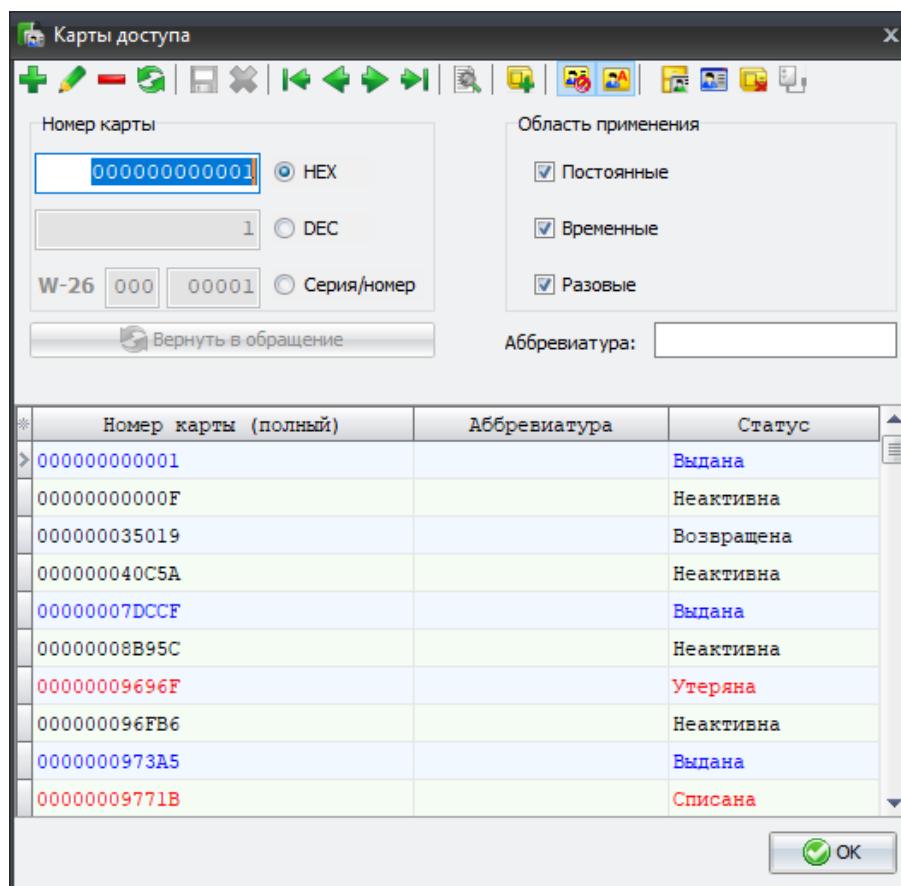 Карты доступа
Номер карты
Область применения
000000000001 HEX
Постоянные
1 DEC
Временные
W-26 000 00001 Серия/номер
Разовые
Вернуть в обращение
Аббревиатура:
Номер карты (полный) Аббревиатура Статус
000000000001 Выдана
00000000000F Неактивна
000000035019 Возвращена
000000040C5A Неактивна
00000007DCCF Выдана
00000008B95C Неактивна
00000009696F Утеряна
000000096FB6 Неактивна
0000000973A5 Выдана
00000009771B Списана
OK